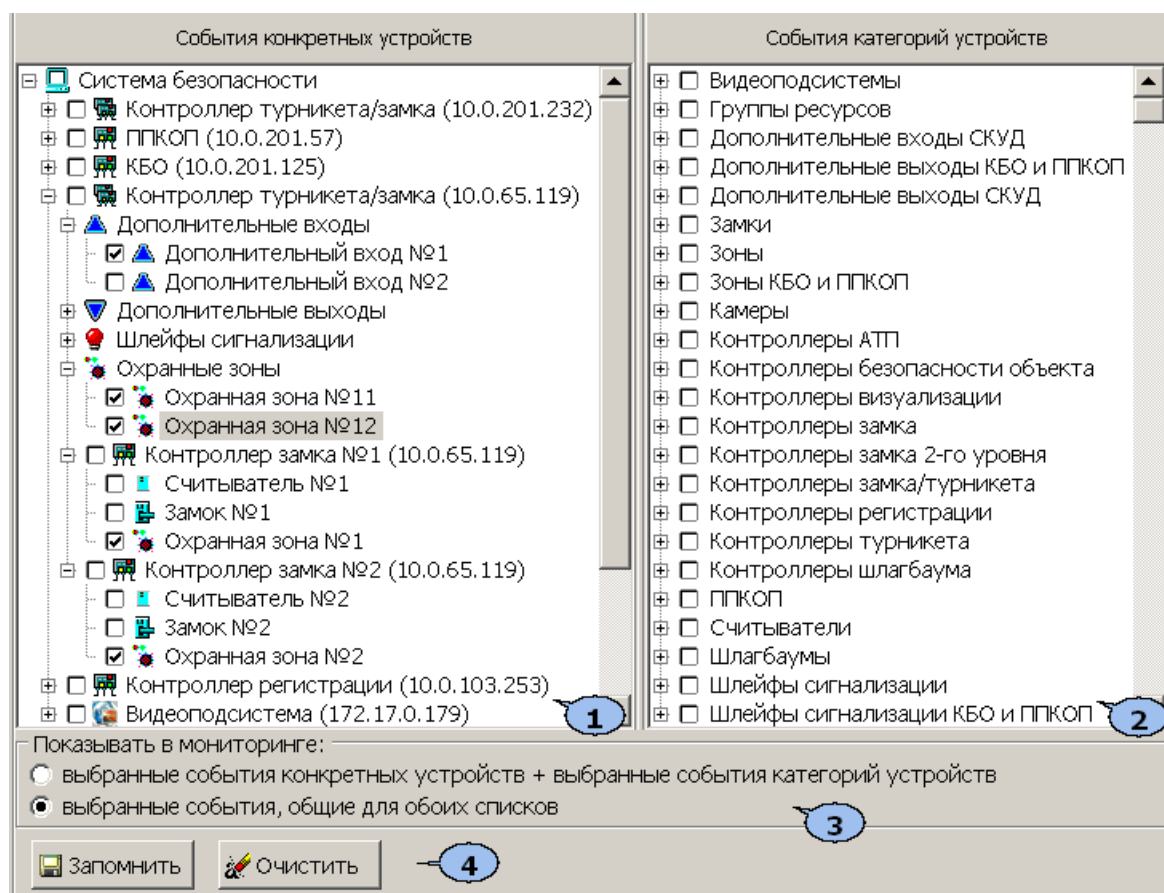 События конкретных устройств
Система безопасности
Контроллер турникета/замка (10.0.201.232)
ППКОП (10.0.201.57)
КБО (10.0.201.125)
Контроллер турникета/замка (10.0.65.119)
Дополнительные входы
Дополнительный вход №1
Дополнительный вход №2
Дополнительные выходы
Шлейфы сигнализации
Охранные зоны
Охранная зона №11
Охранная зона №12
Контроллер замка №1 (10.0.65.119)
Считыватель №1
Замок №1
Охранная зона №1
Контроллер замка №2 (10.0.65.119)
Считыватель №2
Замок №2
Охранная зона №2
Контроллер регистрации (10.0.103.253)
Видеоподсистема (172.17.0.179)
1
События категорий устройств
Видеоподсистемы
Группы ресурсов
Дополнительные входы СКУД
Дополнительные выходы КБО и ППКОП
Дополнительные выходы СКУД
Замки
Зоны
Зоны КБО и ППКОП
Камеры
Контроллеры АТП
Контроллеры безопасности объекта
Контроллеры визуализации
Контроллеры замка
Контроллеры замка 2-го уровня
Контроллеры замка/турникета
Контроллеры регистрации
Контроллеры турникета
Контроллеры шлагбаума
ППКОП
Считыватели
Шлагбаумы
Шлейфы сигнализации
Шлейфы сигнализации КБО и ППКОП
2
Показывать в мониторинге:
выбранные события конкретных устройств + выбранные события категорий устройств
выбранные события, общие для обоих списков
3
Запомнить
Очистить
4